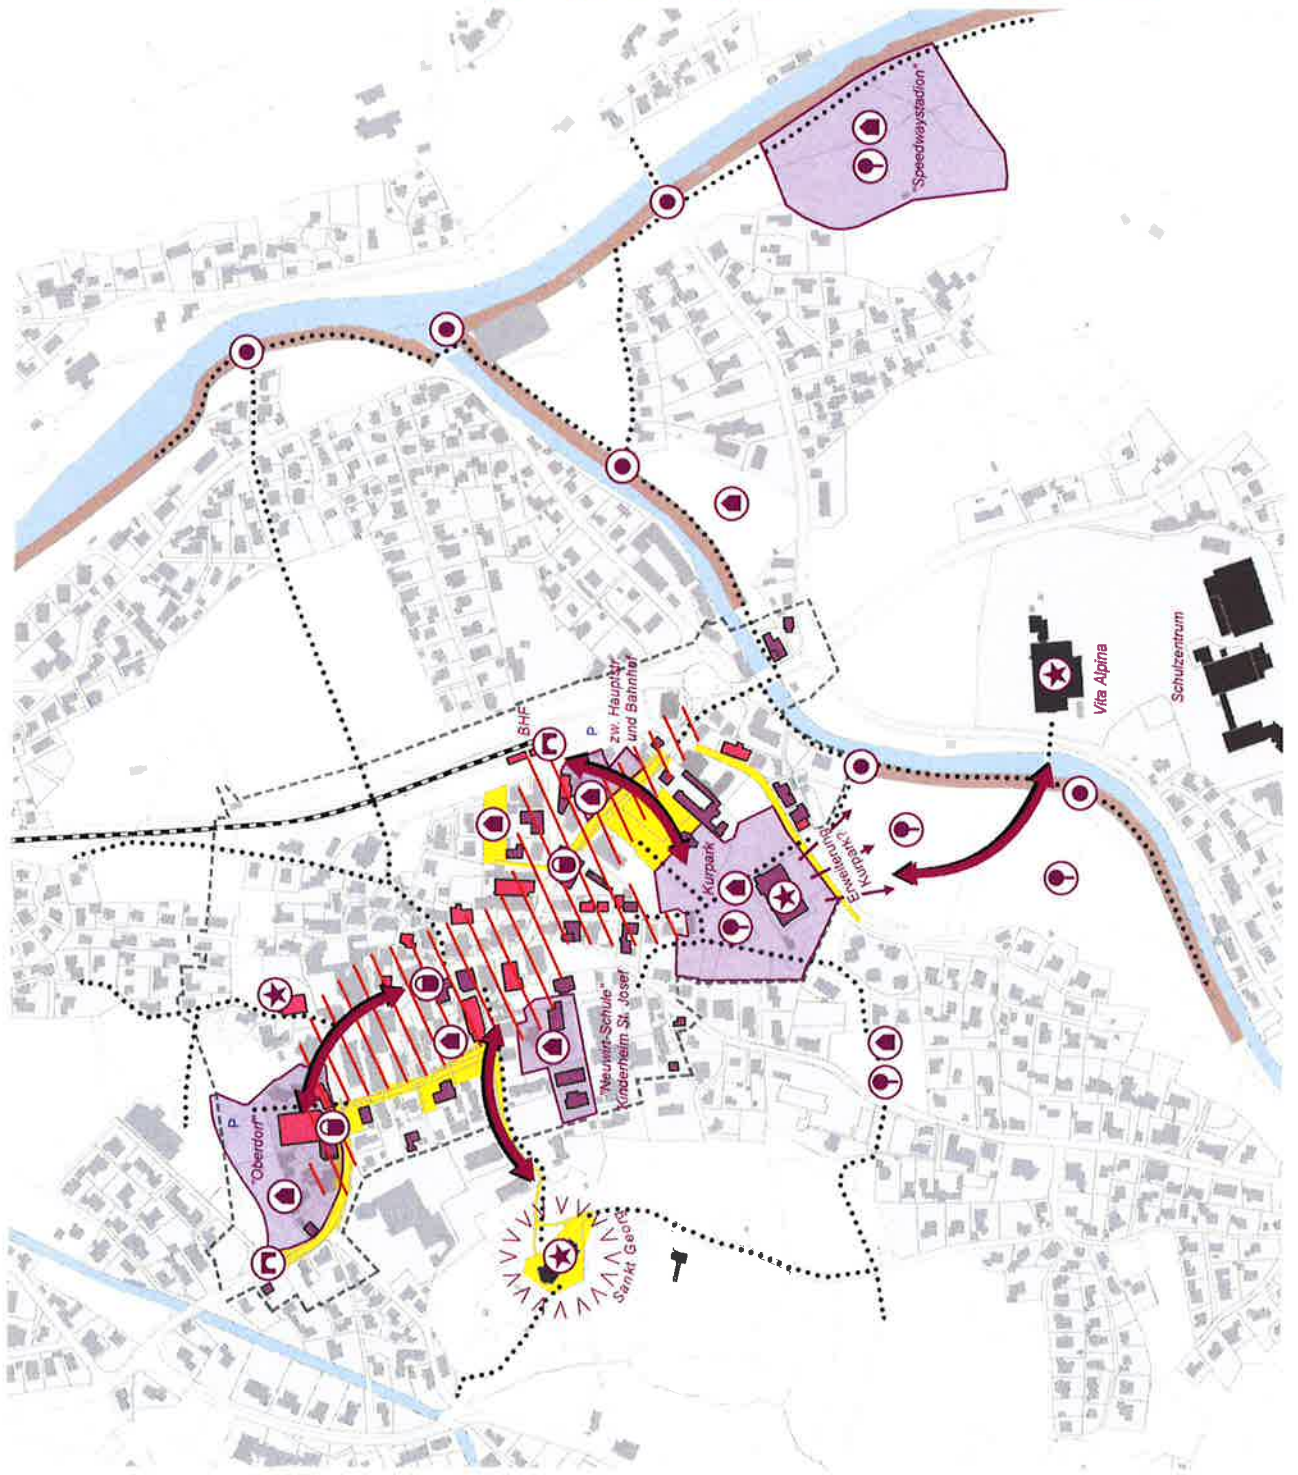 "Speedwaystadion"
BHF
P
zw. Hauptstr.
und Bahnhof
Vita Alpina
Schulzentrum
Kurpark
Erweiterung
Kurpark?
"Neuwirt-Schule"
Kinderheim St. Josef
P
"Oberdorf"
Sankt Georg